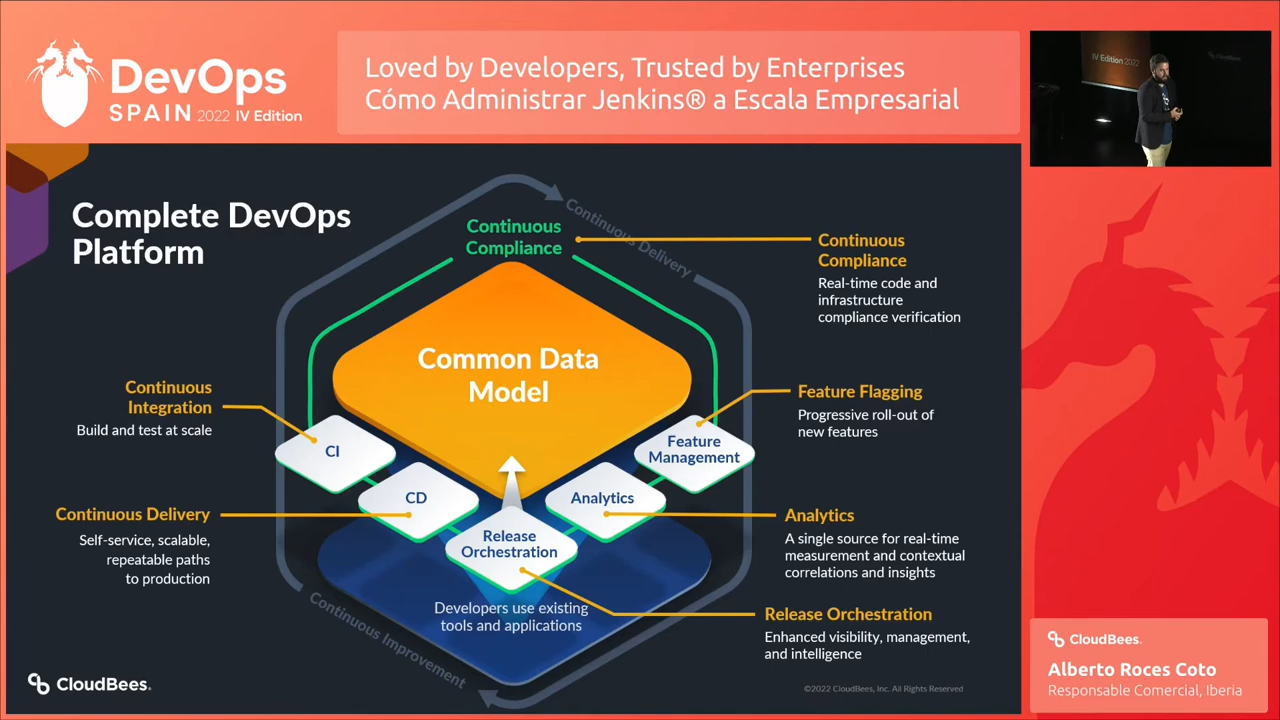 DevOps
SPAIN 2022 IV Edition
Loved by Developers, Trusted by Enterprises
Cómo Administrar Jenkins® a Escala Empresarial
IV Edition 2022
CloudBees
Complete DevOps
Platform
Continuous Delivery
Continuous
Compliance
Continuous
Compliance
Real-time code and
infrastructure
compliance verification
Common Data
Model
Continuous
Integration
Build and test at scale
Feature Flagging
Progressive roll-out of
new features
CI
Feature
Management
CD
Analytics
Continuous Delivery
Self-service, scalable,
repeatable paths
to production
Analytics
A single source for real-time
measurement and contextual
correlations and insights
Release
Orchestration
Developers use existing
tools and applications
Release Orchestration
Enhanced visibility, management,
and intelligence
Continuous Improvement
CloudBees.
©2022 CloudBees, Inc. All Rights Reserved
CloudBees.
Alberto Roces Coto
Responsable Comercial, Iberia